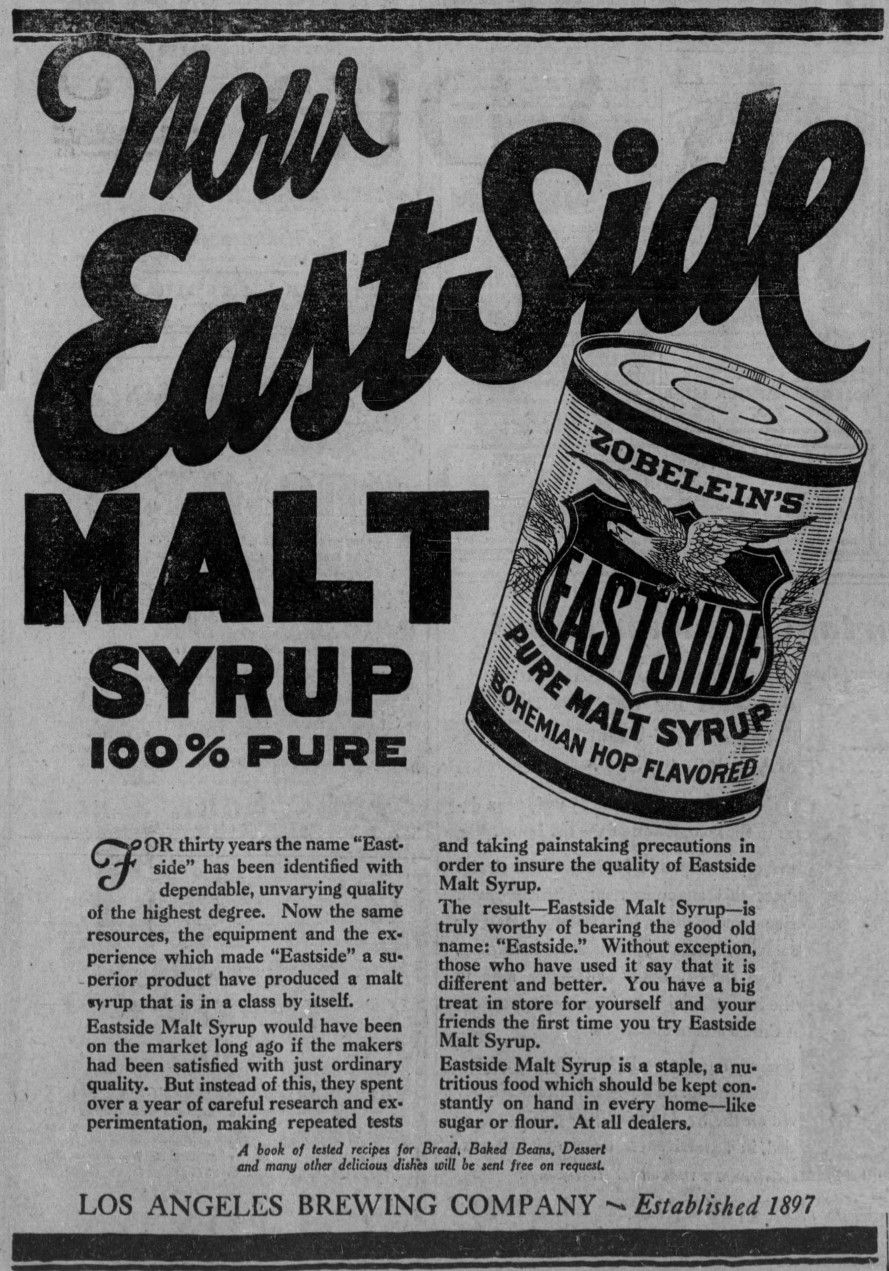 Now
EastSide
MALT
SYRUP
100% PURE
ZOBELEIN'S
EASTSIDE
PURE MALT SYRUP
BOHEMIAN HOP FLAVORED
FOR thirty years the name "East-
side" has been identified with
dependable, unvarying quality
of the highest degree. Now the same
resources, the equipment and the ex-
perience which made "Eastside" a su-
perior product have produced a malt
syrup that is in a class by itself.
Eastside Malt Syrup would have been
on the market long ago if the makers
had been satisfied with just ordinary
quality. But instead of this, they spent
over a year of careful research and ex-
perimentation, making repeated tests
and taking painstaking precautions in
order to insure the quality of Eastside
Malt Syrup.
The result—Eastside Malt Syrup—is
truly worthy of bearing the good old
name: "Eastside." Without exception,
those who have used it say that it is
different and better. You have a big
treat in store for yourself and your
friends the first time you try Eastside
Malt Syrup.
Eastside Malt Syrup is a staple, a nu-
tritious food which should be kept con-
stantly on hand in every home—like
sugar or flour. At all dealers.
A book of tested recipes for Bread, Baked Beans, Dessert
and many other delicious dishes will be sent free on request.
LOS ANGELES BREWING COMPANY ~ Established 1897